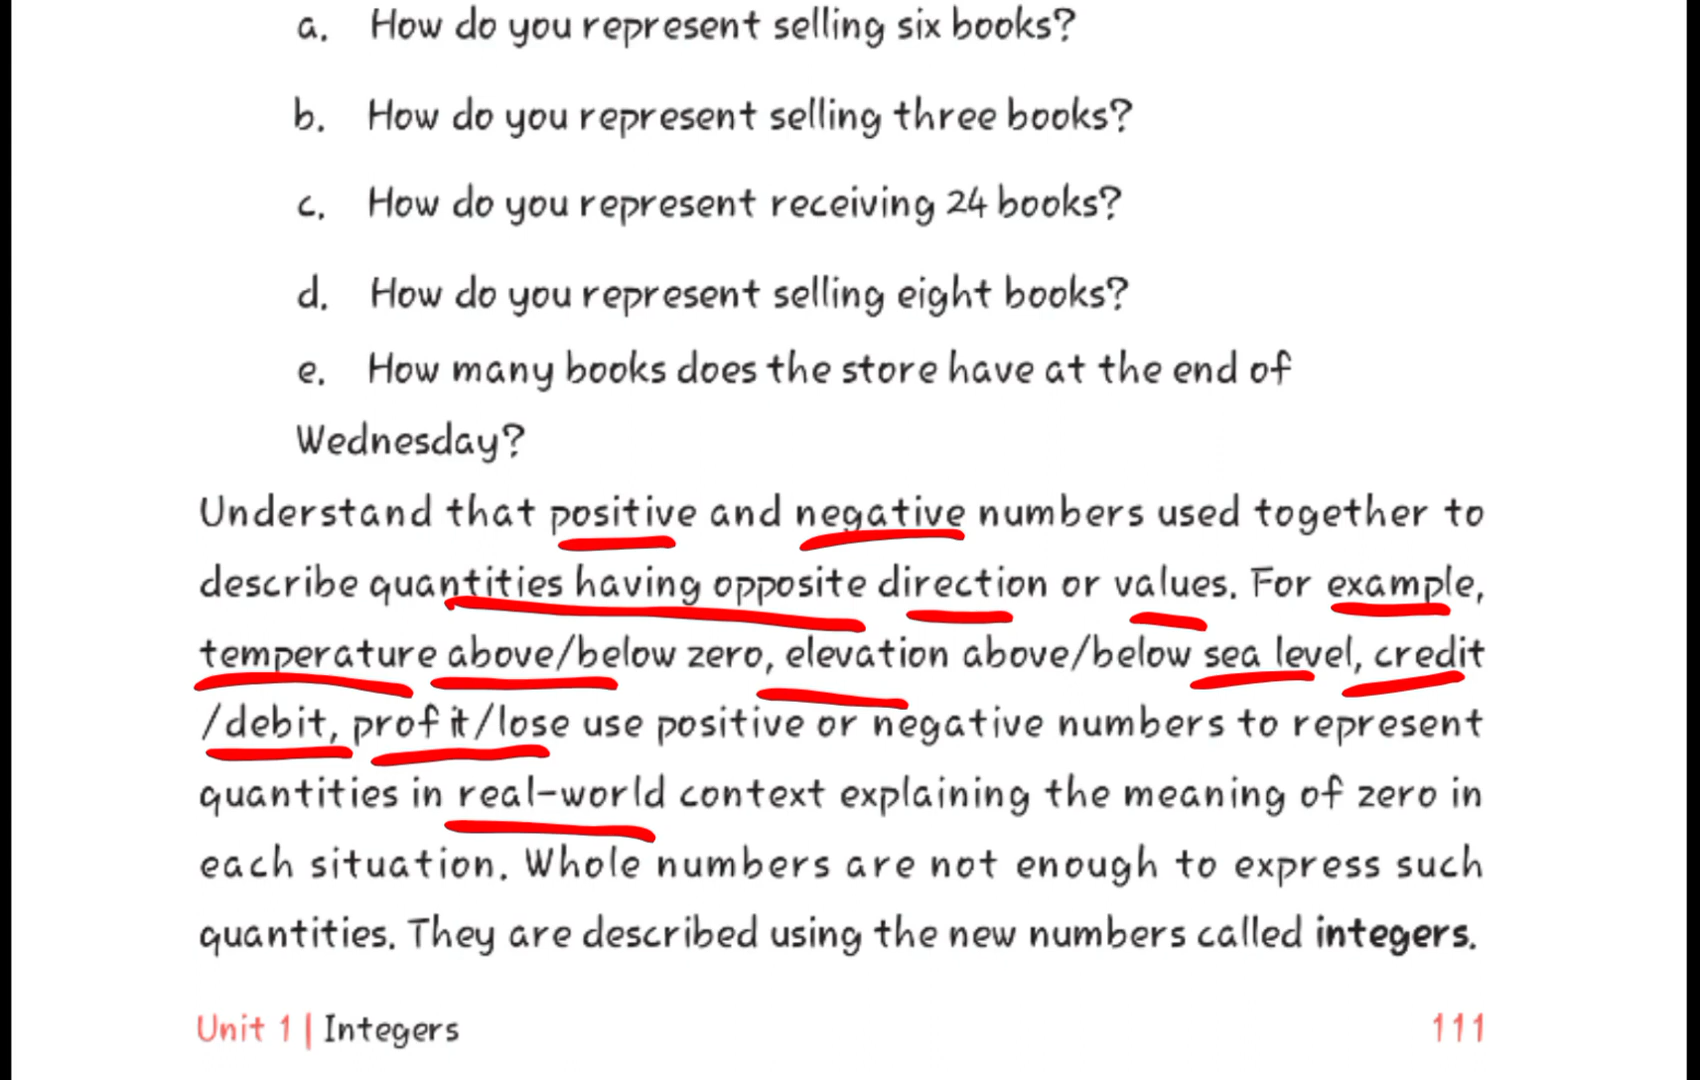 a. How do you represent selling six books?
b. How do you represent selling three books?
c. How do you represent receiving 24 books?
d. How do you represent selling eight books?
e. How many books does the store have at the end of
Wednesday?
Understand that positive and negative numbers used together to
describe quantities having opposite direction or values. For example,
temperature above/below zero, elevation above/below sea level, credit
/debit, profit/lose use positive or negative numbers to represent
quantities in real-world context explaining the meaning of zero in
each situation. Whole numbers are not enough to express such
quantities. They are described using the new numbers called integers.
Unit 1 | Integers 111